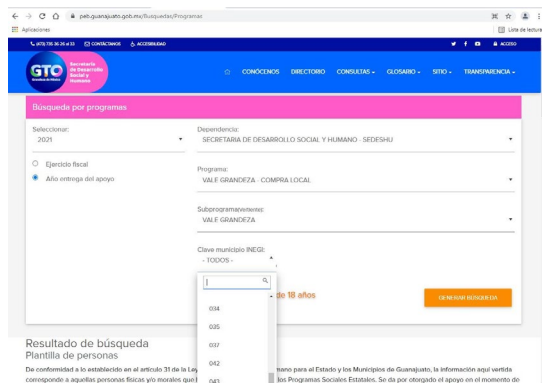 peb.guanajuato.gob.mx/Busquedas/Programas
Aplicaciones
Lista de lectura
(473) 735 36 26 al 33 CONTÁCTANOS ACCESIBILIDAD
ACCESO
GTO
Secretaría
de Desarrollo
Social y
Humano
CONÓCENOS DIRECTORIO CONSULTAS GLOSARIO SITIO TRANSPARENCIA
Búsqueda por programas
Seleccionar:
2021
Dependencia:
SECRETARIA DE DESARROLLO SOCIAL Y HUMANO - SEDESHU
Ejercicio fiscal
Año entrega del apoyo
Programa:
VALE GRANDEZA - COMPRA LOCAL
Subprograma
VALE GRANDEZA
Clave municipio INEGI:
- TODOS -
de 18 años
GENERAR BÚSQUEDA
034
035
037
042
043
Resultado de búsqueda
Plantilla de personas
De conformidad a lo establecido en el artículo 31 de la Ley mano para el Estado y los Municipios de Guanajuato, la información aquí vertida
corresponde a aquellas personas físicas y/o morales que los Programas Sociales Estatales. Se da por otorgado el apoyo en el momento de